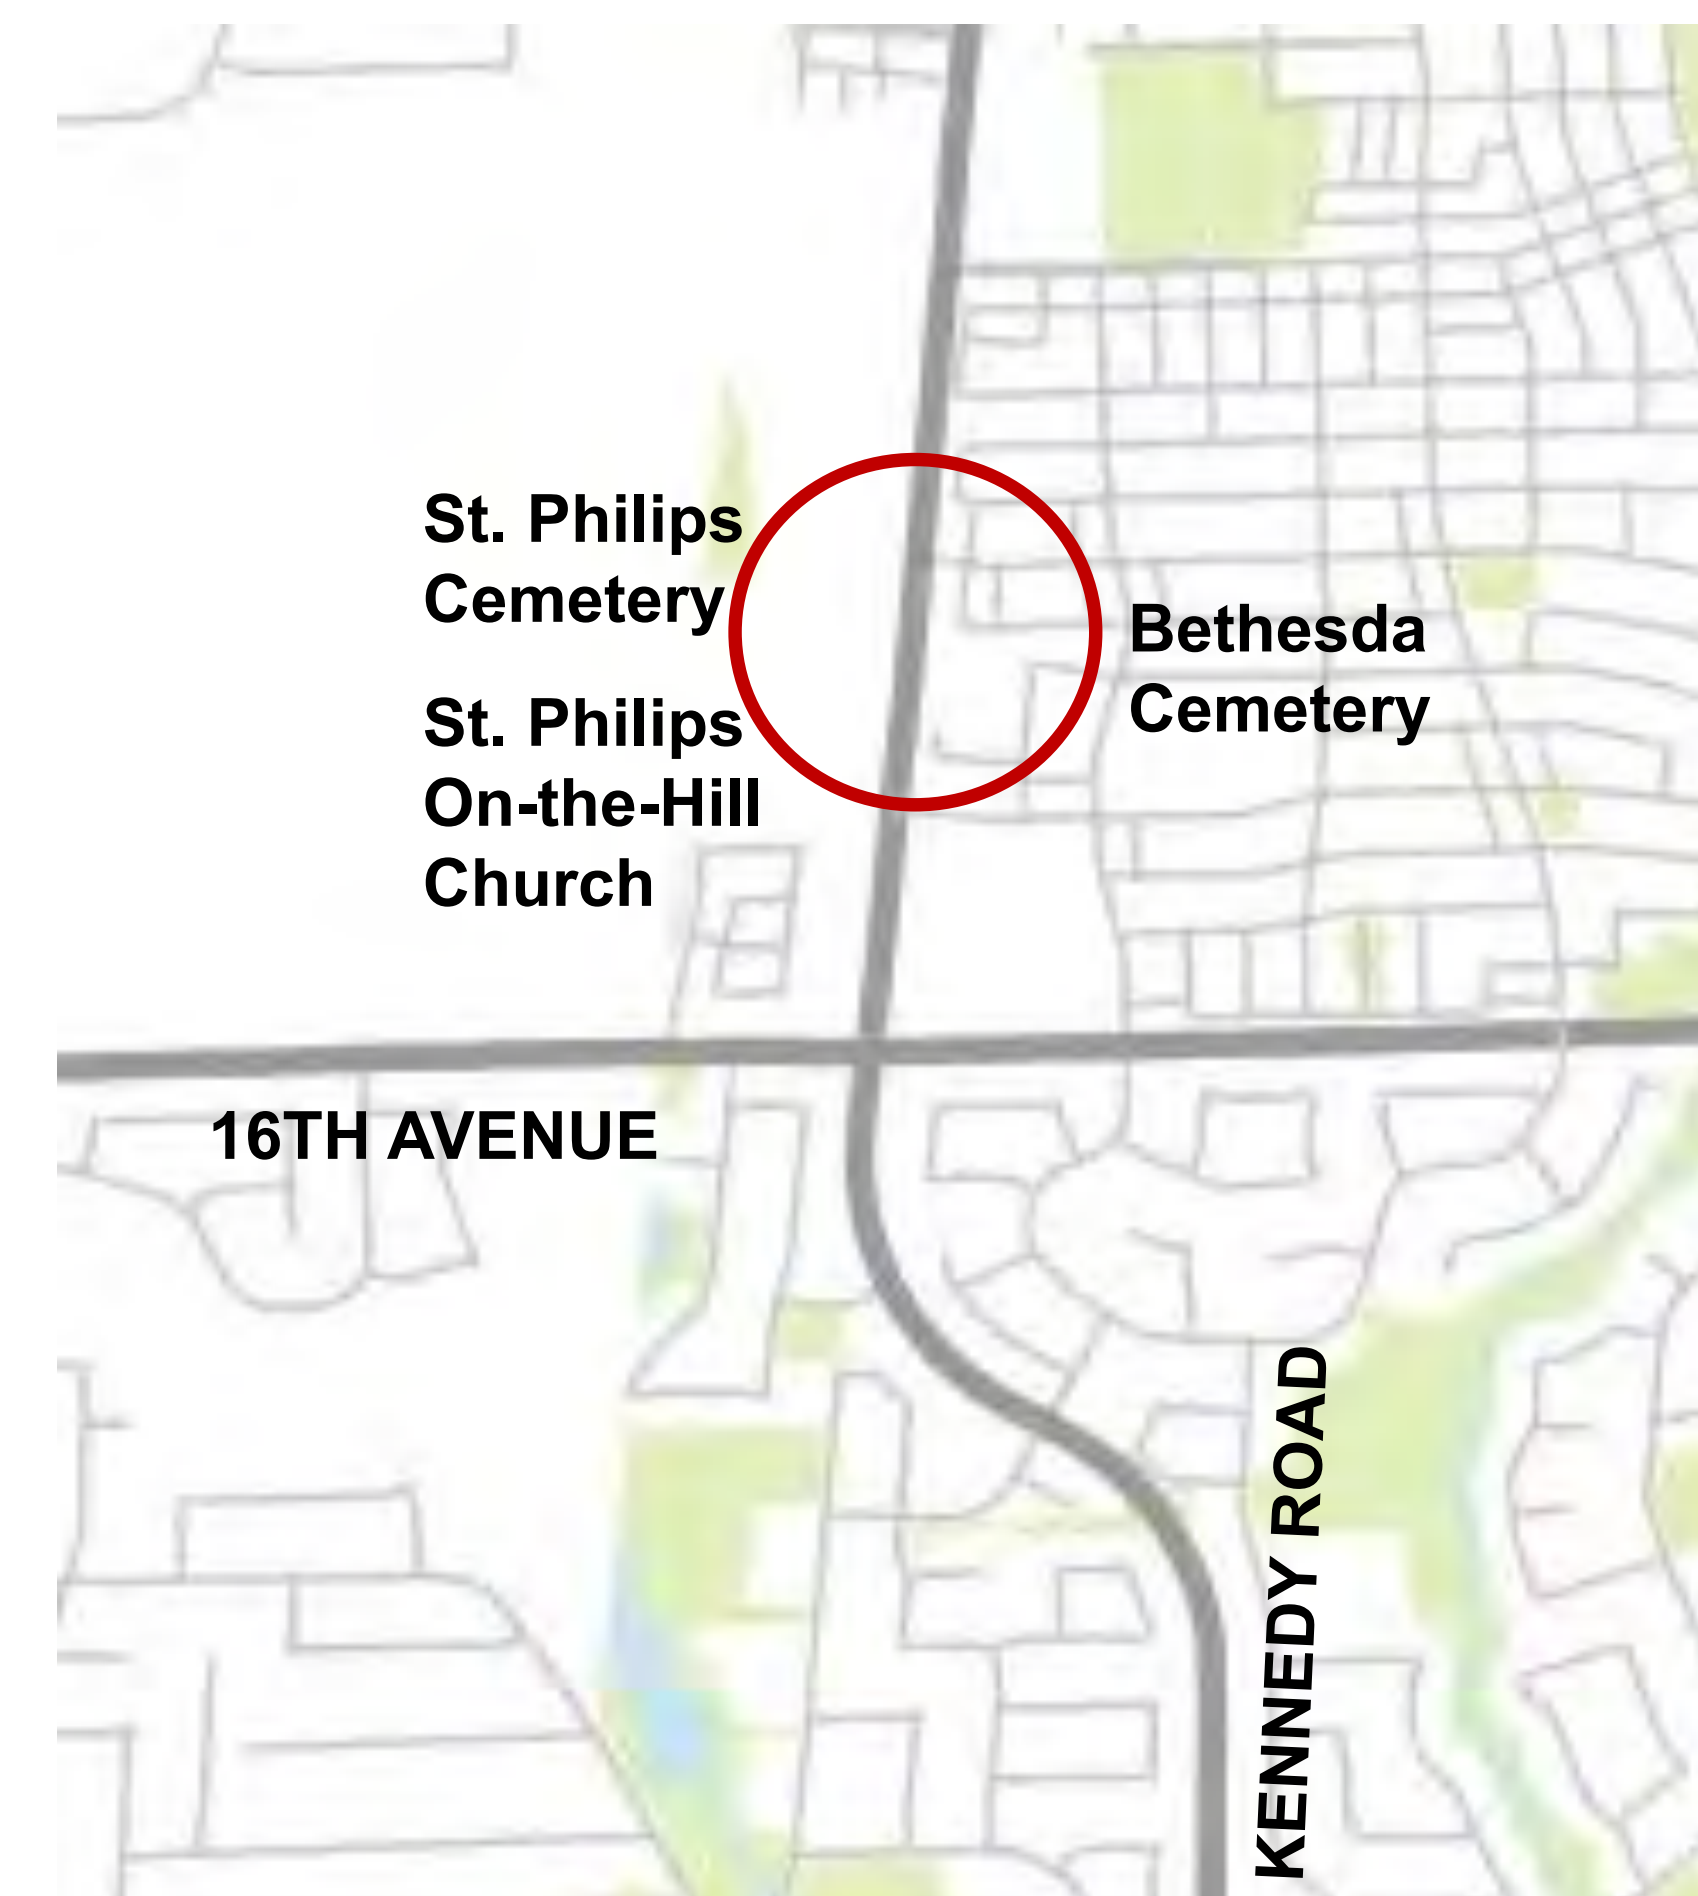 St. Philips
Cemetery
Bethesda
Cemetery
St. Philips
On-the-Hill
Church
16TH AVENUE
KENNEDY ROAD